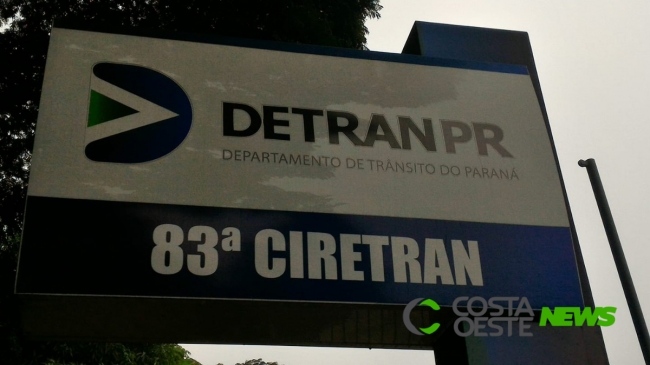 DETRANPR
DEPARTAMENTO DE TRÂNSITO DO PARANÁ
83ª CIRETRAN
COSTA OESTE NEWS